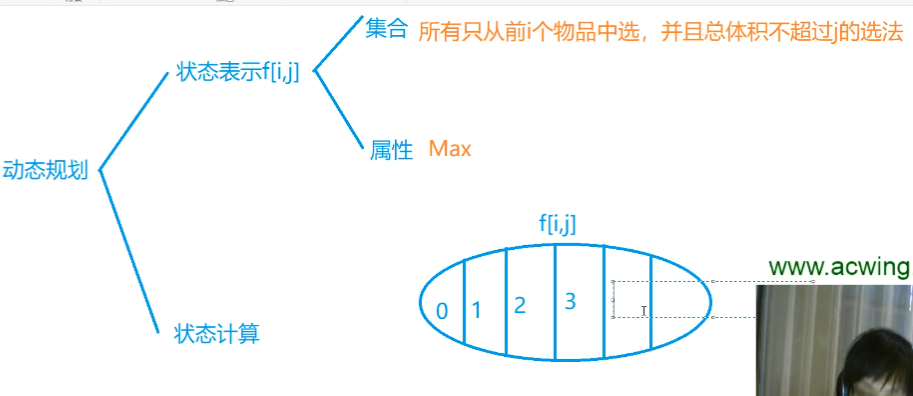 集合 所有只从前i个物品中选，并且总体积不超过j的选法
状态表示f[i,j]
属性 Max
动态规划
f[i,j]
www.acwing
0 1 2 3
状态计算